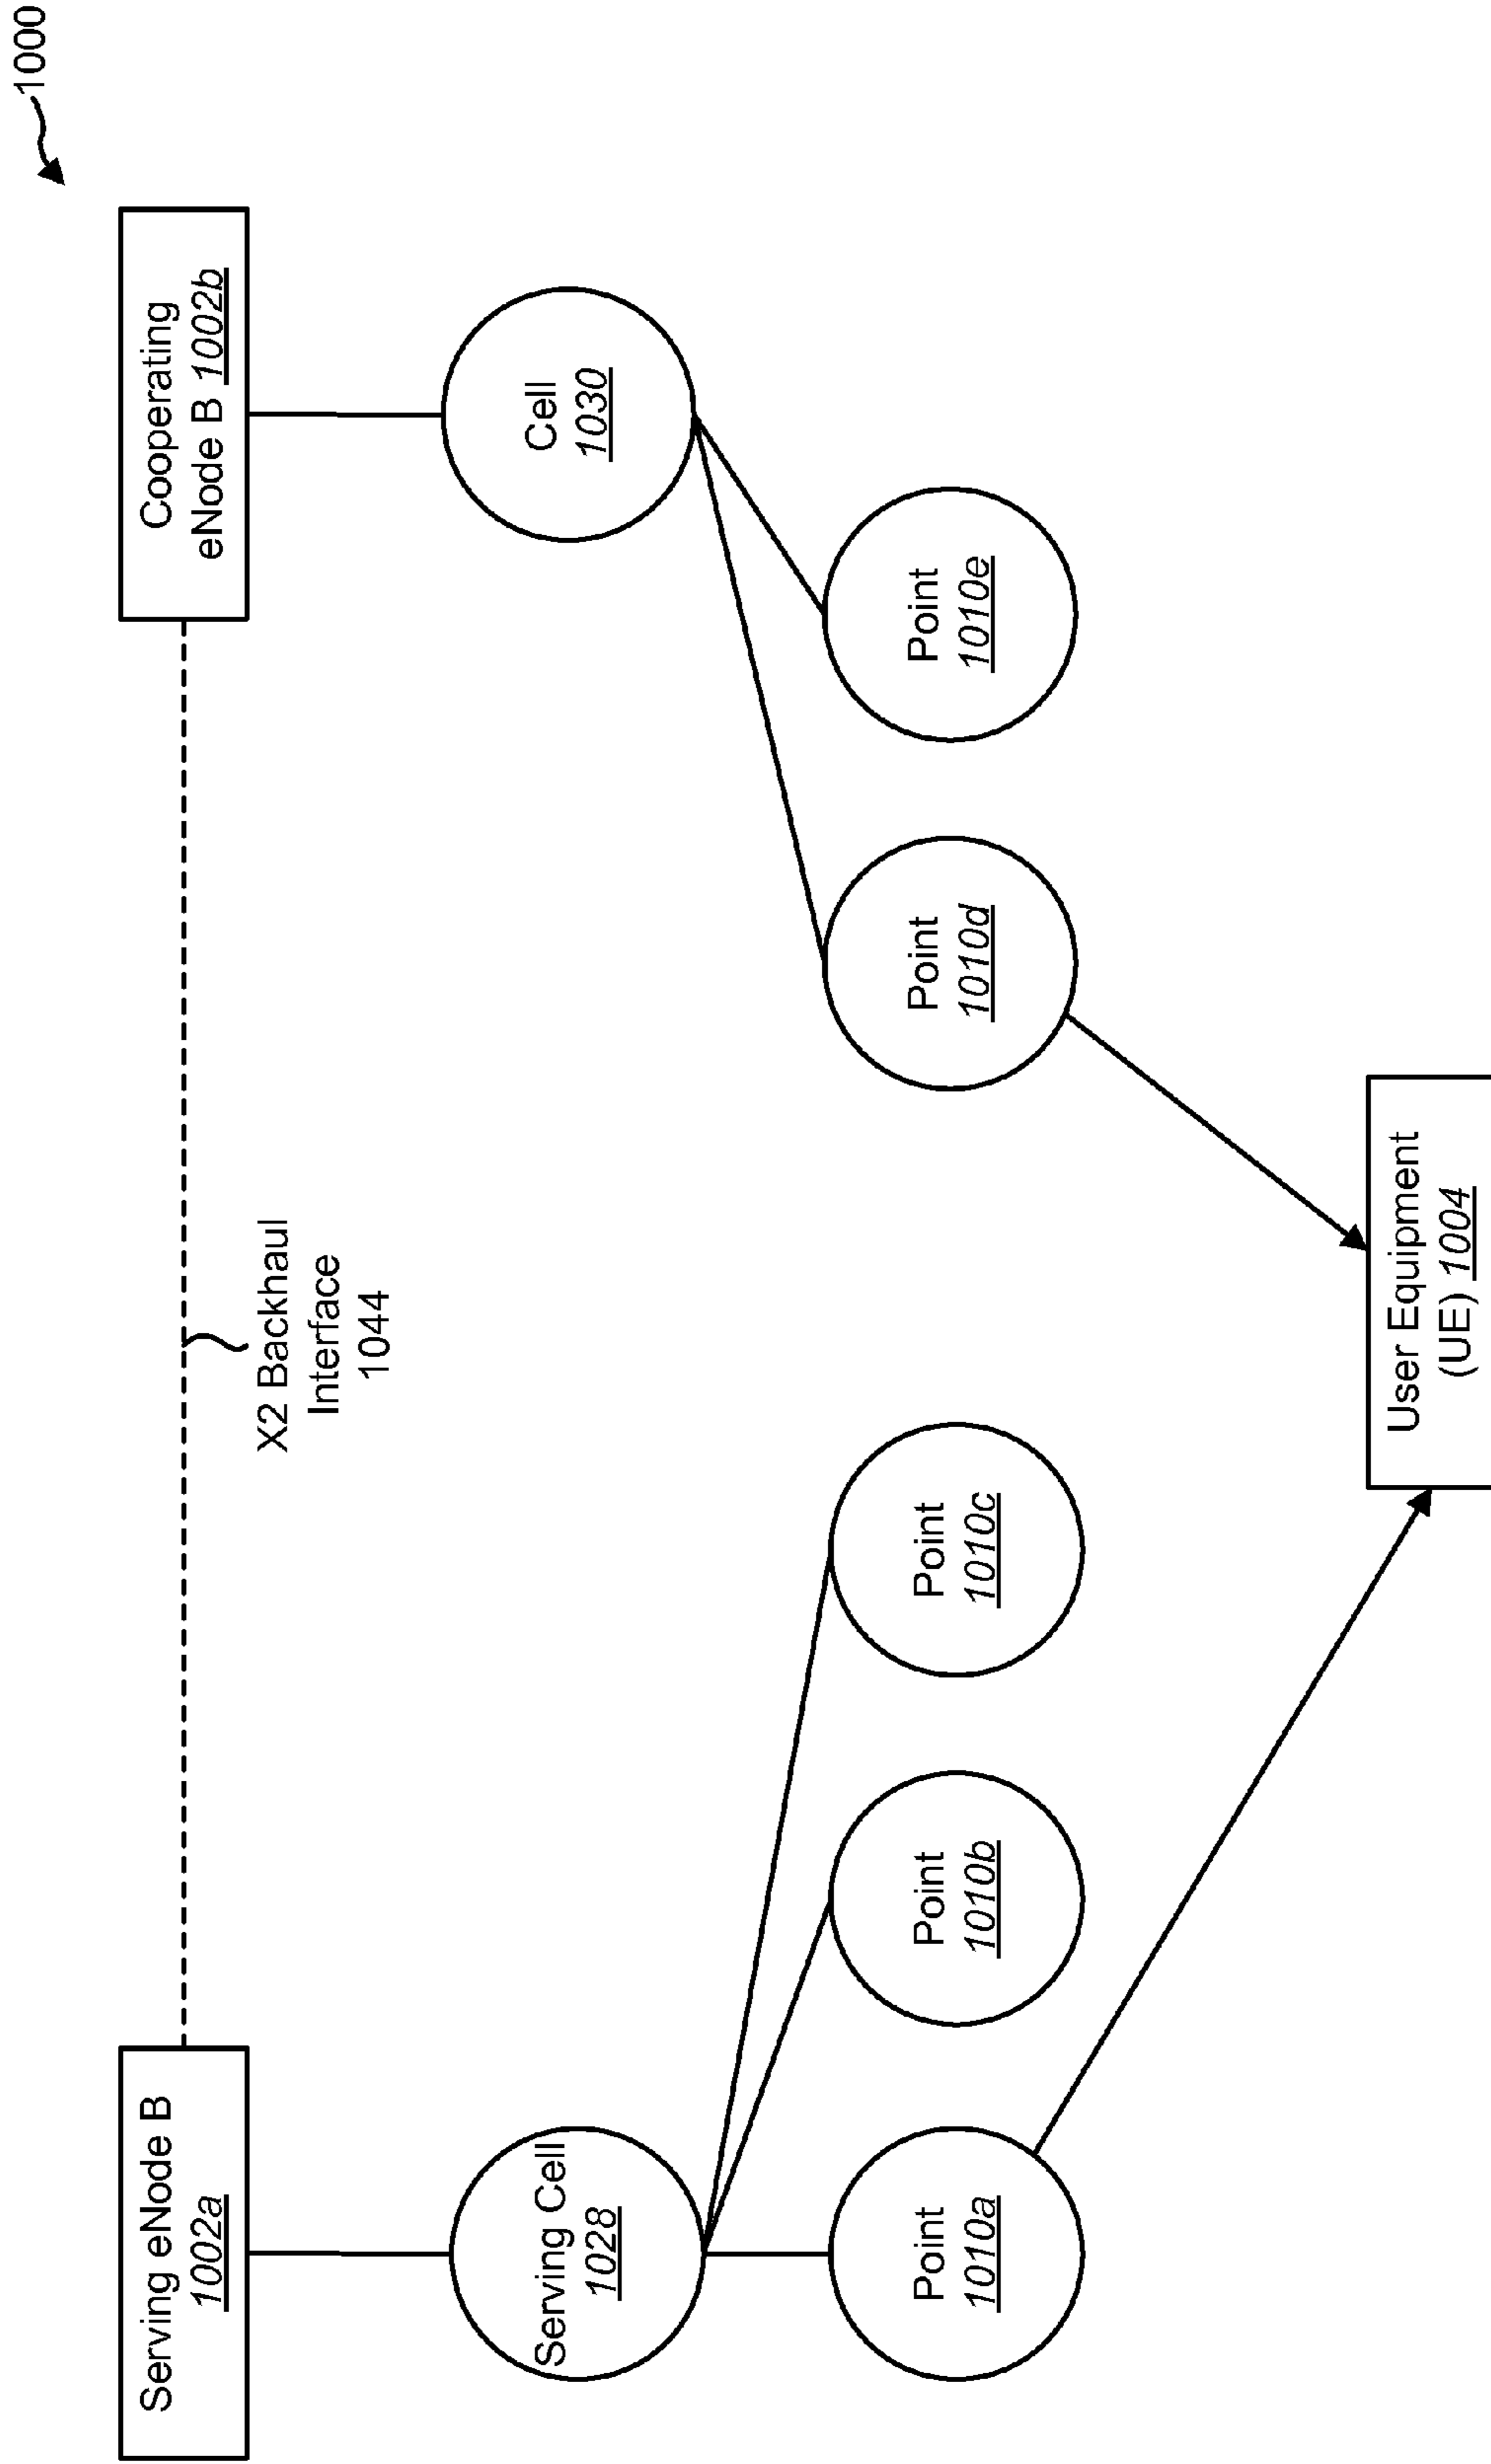 1000
Serving eNode B
1002a
Cooperating
eNode B 1002b
X2 Backhaul
Interface
1044
Serving Cell
1028
Cell
1030
Point
1010a
Point
1010b
Point
1010c
Point
1010d
Point
1010e
User Equipment
(UE) 1004